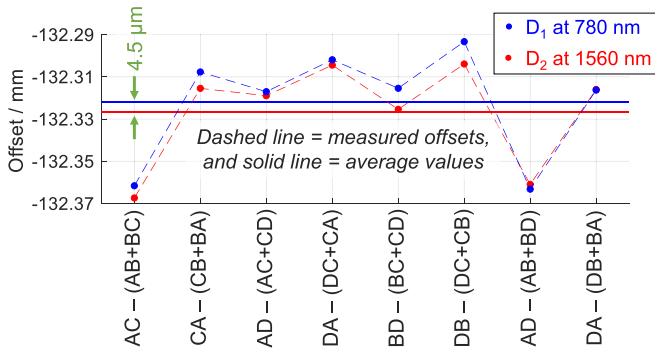 D₁ at 780 nm
D₂ at 1560 nm
4.5 µm
Offset / mm
-132.29
-132.31
-132.33
-132.35
-132.37
Dashed line = measured offsets,
and solid line = average values
AC – (AB+BC)
CA – (CB+BA)
AD – (AC+CD)
DA – (DC+CA)
BD – (BC+CD)
DB – (DC+CB)
AD – (AB+BD)
DA – (DB+BA)